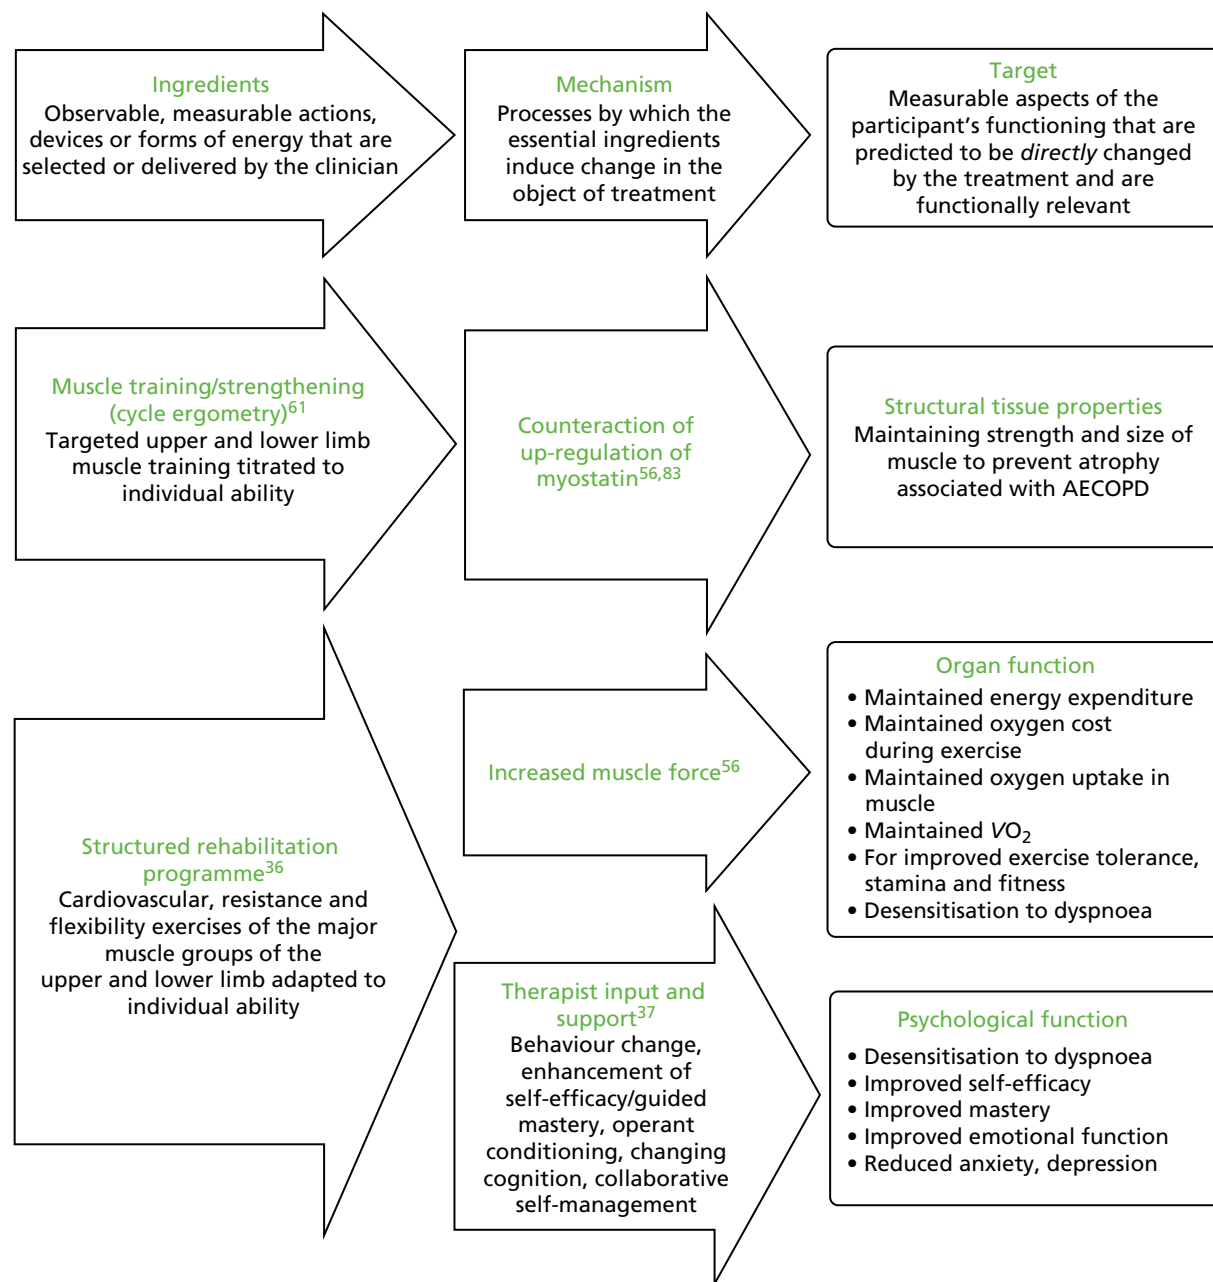 Ingredients
Observable, measurable actions,
devices or forms of energy that are
selected or delivered by the clinician
Mechanism
Processes by which the
essential ingredients
induce change in the
object of treatment
Target
Measurable aspects of the
participant’s functioning that are
predicted to be directly changed
by the treatment and are
functionally relevant
Muscle training/strengthening
(cycle ergometry)61
Targeted upper and lower limb
muscle training titrated to
individual ability
Counteraction of
up-regulation of
myostatin56,83
Structural tissue properties
Maintaining strength and size of
muscle to prevent atrophy
associated with AECOPD
Structured rehabilitation
programme36
Cardiovascular, resistance and
flexibility exercises of the major
muscle groups of the
upper and lower limb adapted to
individual ability
Increased muscle force56
Organ function
• Maintained energy expenditure
• Maintained oxygen cost
during exercise
• Maintained oxygen uptake in
muscle
• Maintained VO2
• For improved exercise tolerance,
stamina and fitness
• Desensitisation to dyspnoea
Therapist input and
support37
Behaviour change,
enhancement of
self-efficacy/guided
mastery, operant
conditioning, changing
cognition, collaborative
self-management
Psychological function
• Desensitisation to dyspnoea
• Improved self-efficacy
• Improved mastery
• Improved emotional function
• Reduced anxiety, depression